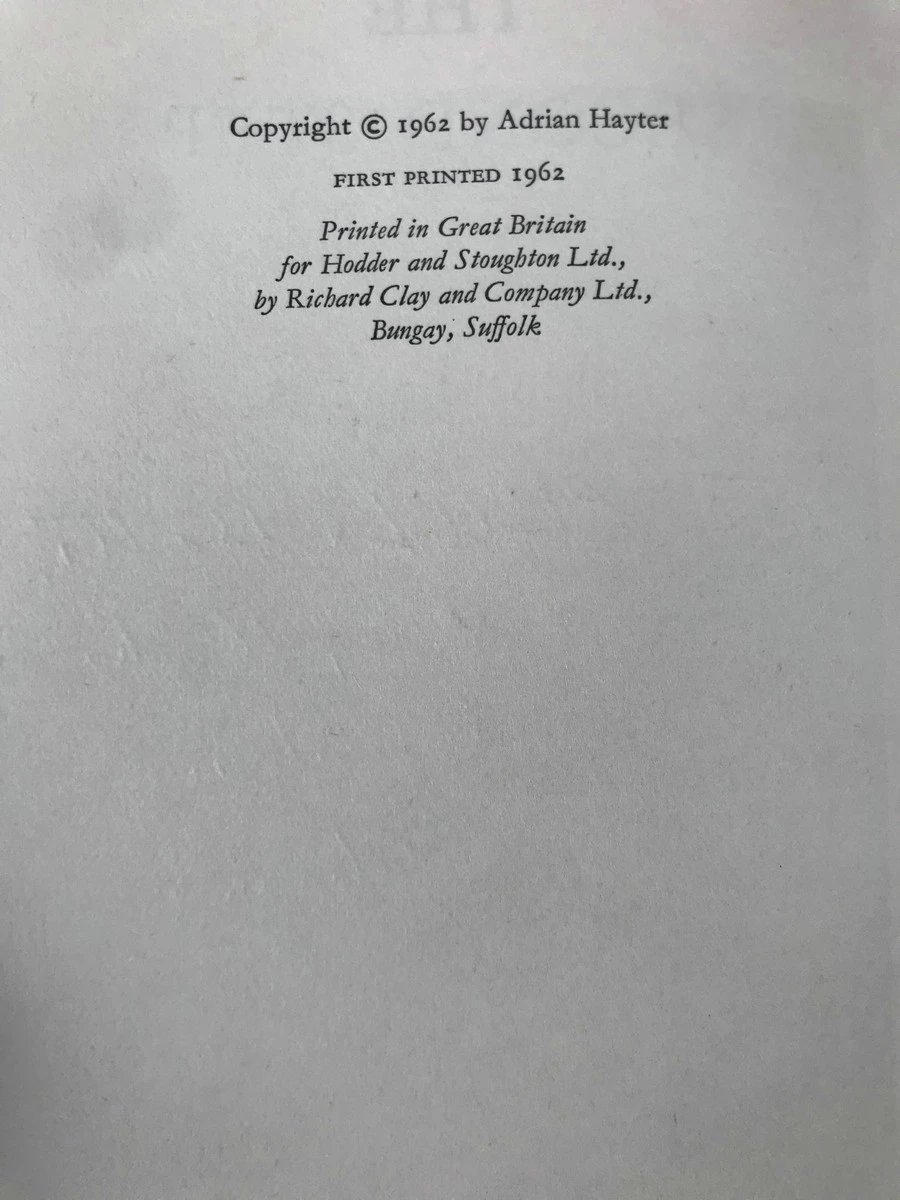 Copyright © 1962 by Adrian Hayter
FIRST PRINTED 1962
Printed in Great Britain
for Hodder and Stoughton Ltd.,
by Richard Clay and Company Ltd.,
Bungay, Suffolk